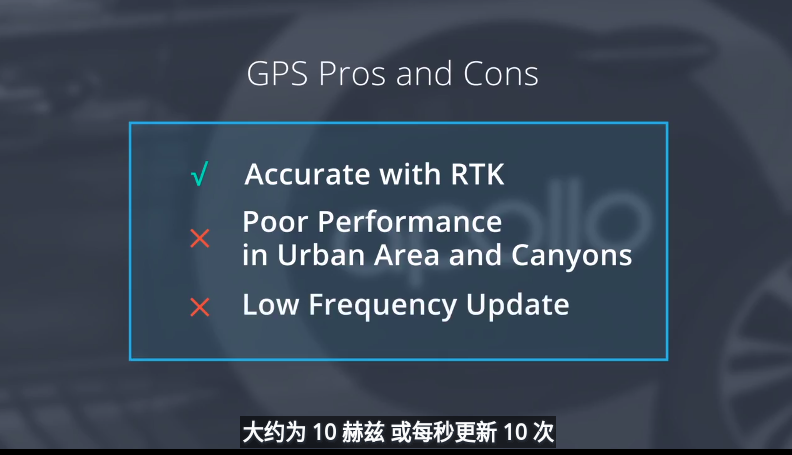 GPS Pros and Cons
√ Accurate with RTK
× Poor Performance
in Urban Area and Canyons
× Low Frequency Update
apollo
大约为 10 赫兹 或每秒更新 10 次